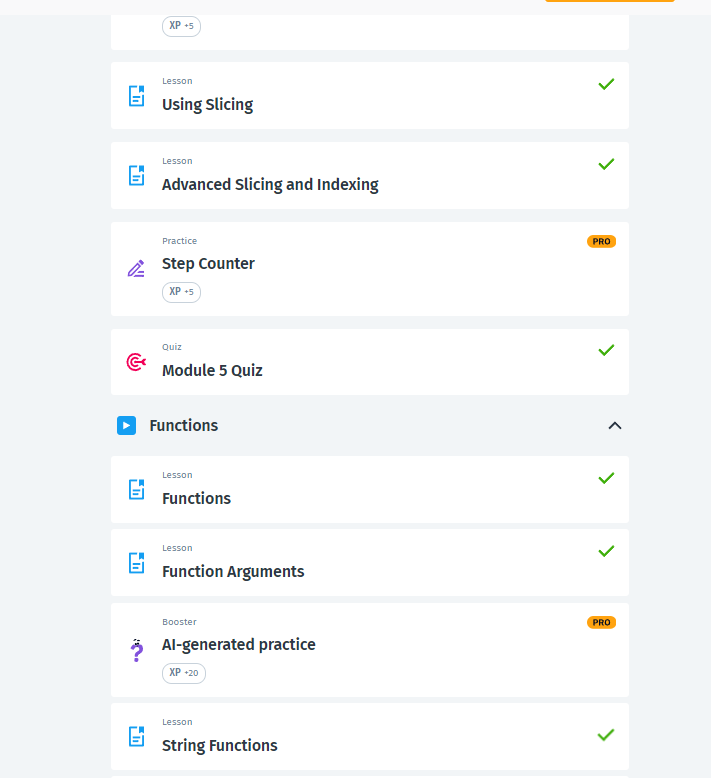 XP +5
Lesson
Using Slicing
Lesson
Advanced Slicing and Indexing
Practice
PRO
Step Counter
XP +5
Quiz
Module 5 Quiz
Functions
Lesson
Functions
Lesson
Function Arguments
Booster
PRO
AI-generated practice
XP +20
Lesson
String Functions